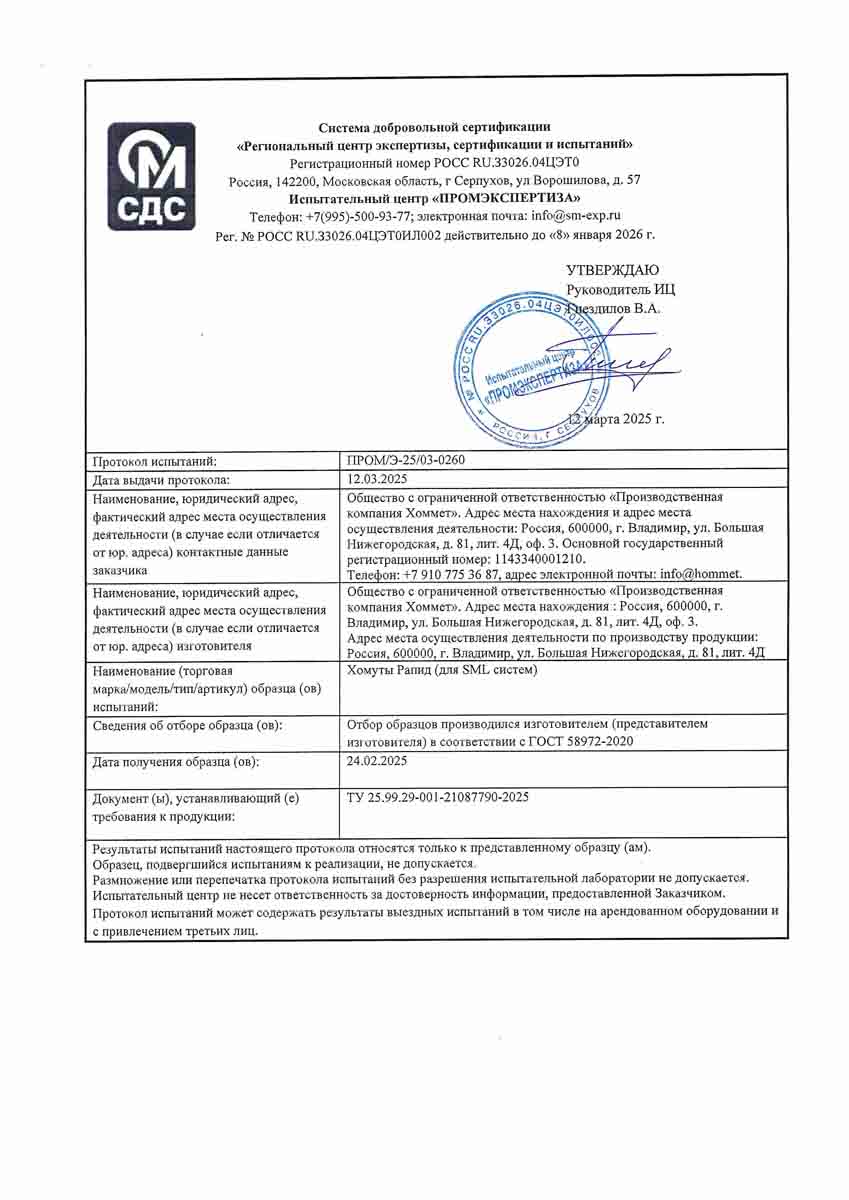 СМ
СДС
Система добровольной сертификации
«Региональный центр экспертизы, сертификации и испытаний»
Регистрационный номер РОСС RU.З3026.04ЦЭТ0
Россия, 142200, Московская область, г Серпухов, ул Ворошилова, д. 57
Испытательный центр «ПРОМЭКСПЕРТИЗА»
Телефон: +7(995)-500-93-77; электронная почта: info@sm-exp.ru
Рег. № РОСС RU.З3026.04ЦЭТ0ИЛ002 действительно до «8» января 2026 г.
УТВЕРЖДАЮ
Руководитель ИЦ
Гнездилов В.А.
№ РОСС RU.З3026.04ЦЭТ0ИЛ002
Испытательный центр
«ПРОМЭКСПЕРТИЗА»
РОССИЯ, Г СЕРПУХОВ
12 марта 2025 г.
Протокол испытаний:
ПРОМ/Э-25/03-0260
Дата выдачи протокола:
12.03.2025
Наименование, юридический адрес,
фактический адрес места осуществления
деятельности (в случае если отличается
от юр. адреса) контактные данные
заказчика
Общество с ограниченной ответственностью «Производственная
компания Хоммет». Адрес места нахождения и адрес места
осуществления деятельности: Россия, 600000, г. Владимир, ул. Большая
Нижегородская, д. 81, лит. 4Д, оф. 3. Основной государственный
регистрационный номер: 1143340001210.
Телефон: +7 910 775 36 87, адрес электронной почты: info@hommet.
Наименование, юридический адрес,
фактический адрес места осуществления
деятельности (в случае если отличается
от юр. адреса) изготовителя
Общество с ограниченной ответственностью «Производственная
компания Хоммет». Адрес места нахождения : Россия, 600000, г.
Владимир, ул. Большая Нижегородская, д. 81, лит. 4Д, оф. 3.
Адрес места осуществления деятельности по производству продукции:
Россия, 600000, г. Владимир, ул. Большая Нижегородская, д. 81, лит. 4Д
Наименование (торговая
марка/модель/тип/артикул) образца (ов)
испытаний:
Хомуты Рапид (для SML систем)
Сведения об отборе образца (ов):
Отбор образцов производился изготовителем (представителем
изготовителя) в соответствии с ГОСТ 58972-2020
Дата получения образца (ов):
24.02.2025
Документ (ы), устанавливающий (е)
требования к продукции:
ТУ 25.99.29-001-21087790-2025
Результаты испытаний настоящего протокола относятся только к представленному образцу (ам).
Образец, подвергшийся испытаниям к реализации, не допускается.
Размножение или перепечатка протокола испытаний без разрешения испытательной лаборатории не допускается.
Испытательный центр не несет ответственность за достоверность информации, предоставленной Заказчиком.
Протокол испытаний может содержать результаты выездных испытаний в том числе на арендованном оборудовании и
с привлечением третьих лиц.